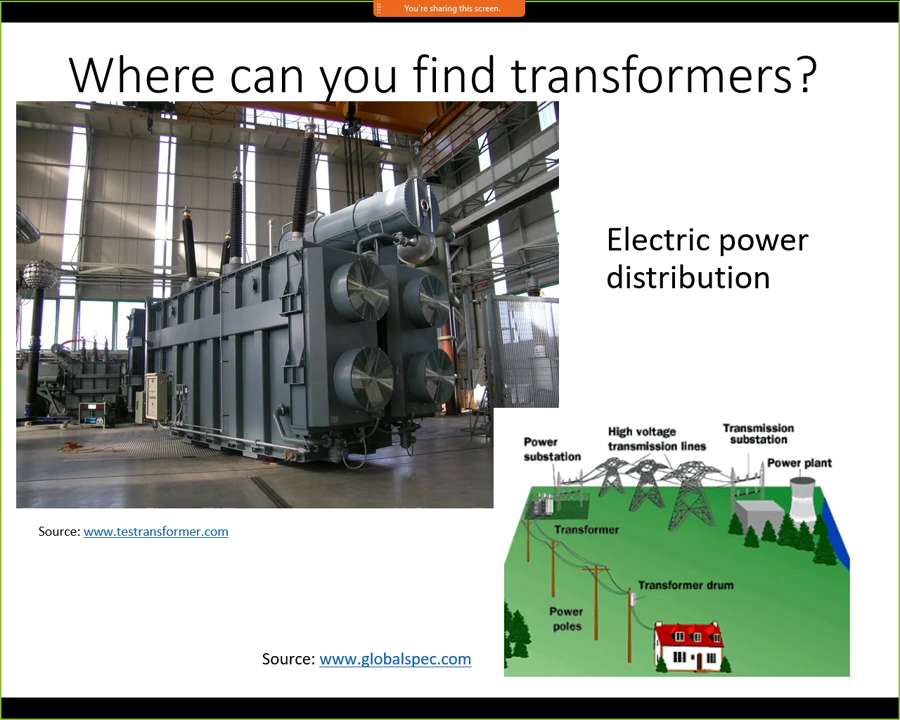 You're sharing this screen.
Where can you find transformers?
Electric power
distribution
Power
substation
High voltage
transmission lines
Transmission
substation
Power plant
Transformer
Transformer drum
Power
poles
Source: www.testransformer.com
Source: www.globalspec.com